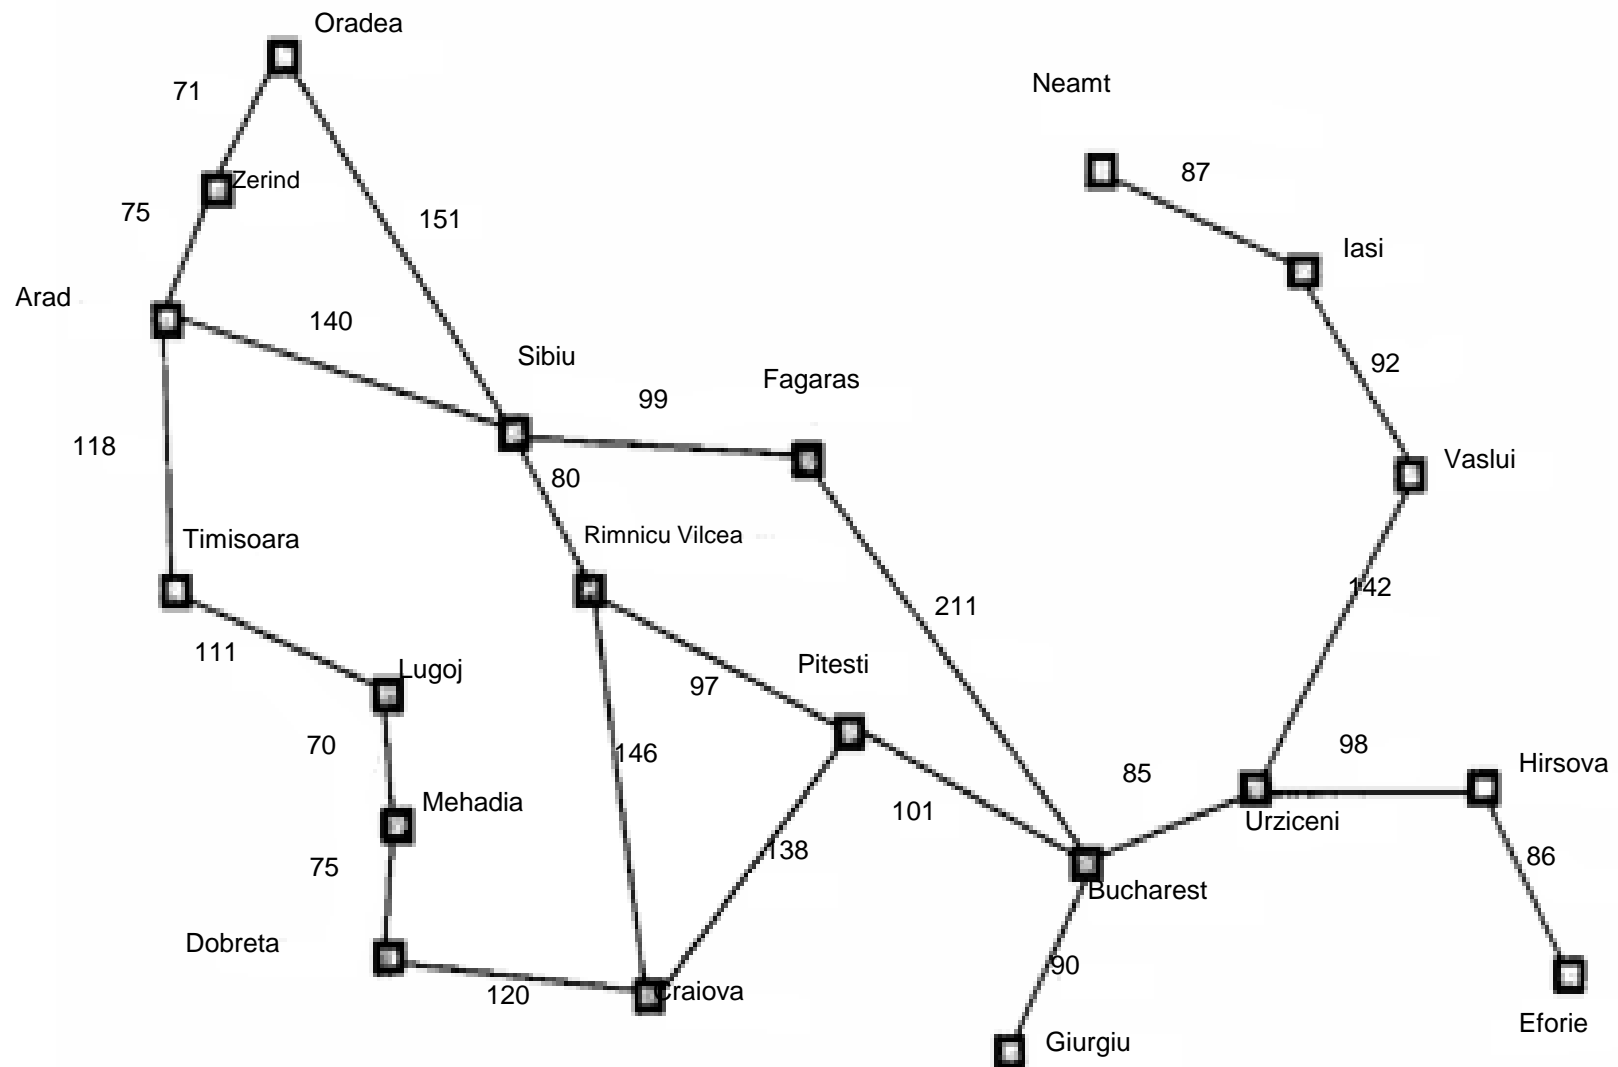 Oradea
71
Neamt
87
Zerind
75
151
Iasi
Arad
140
Sibiu
92
Fagaras
99
118
80
Vaslui
Timisoara
Rimnicu Vilcea
142
211
111
Lugoj
Pitesti
97
70
146
98
85
Hirsova
Mehadia
101
Urziceni
138
86
75
Bucharest
Dobreta
90
120
Craiova
Eforie
Giurgiu